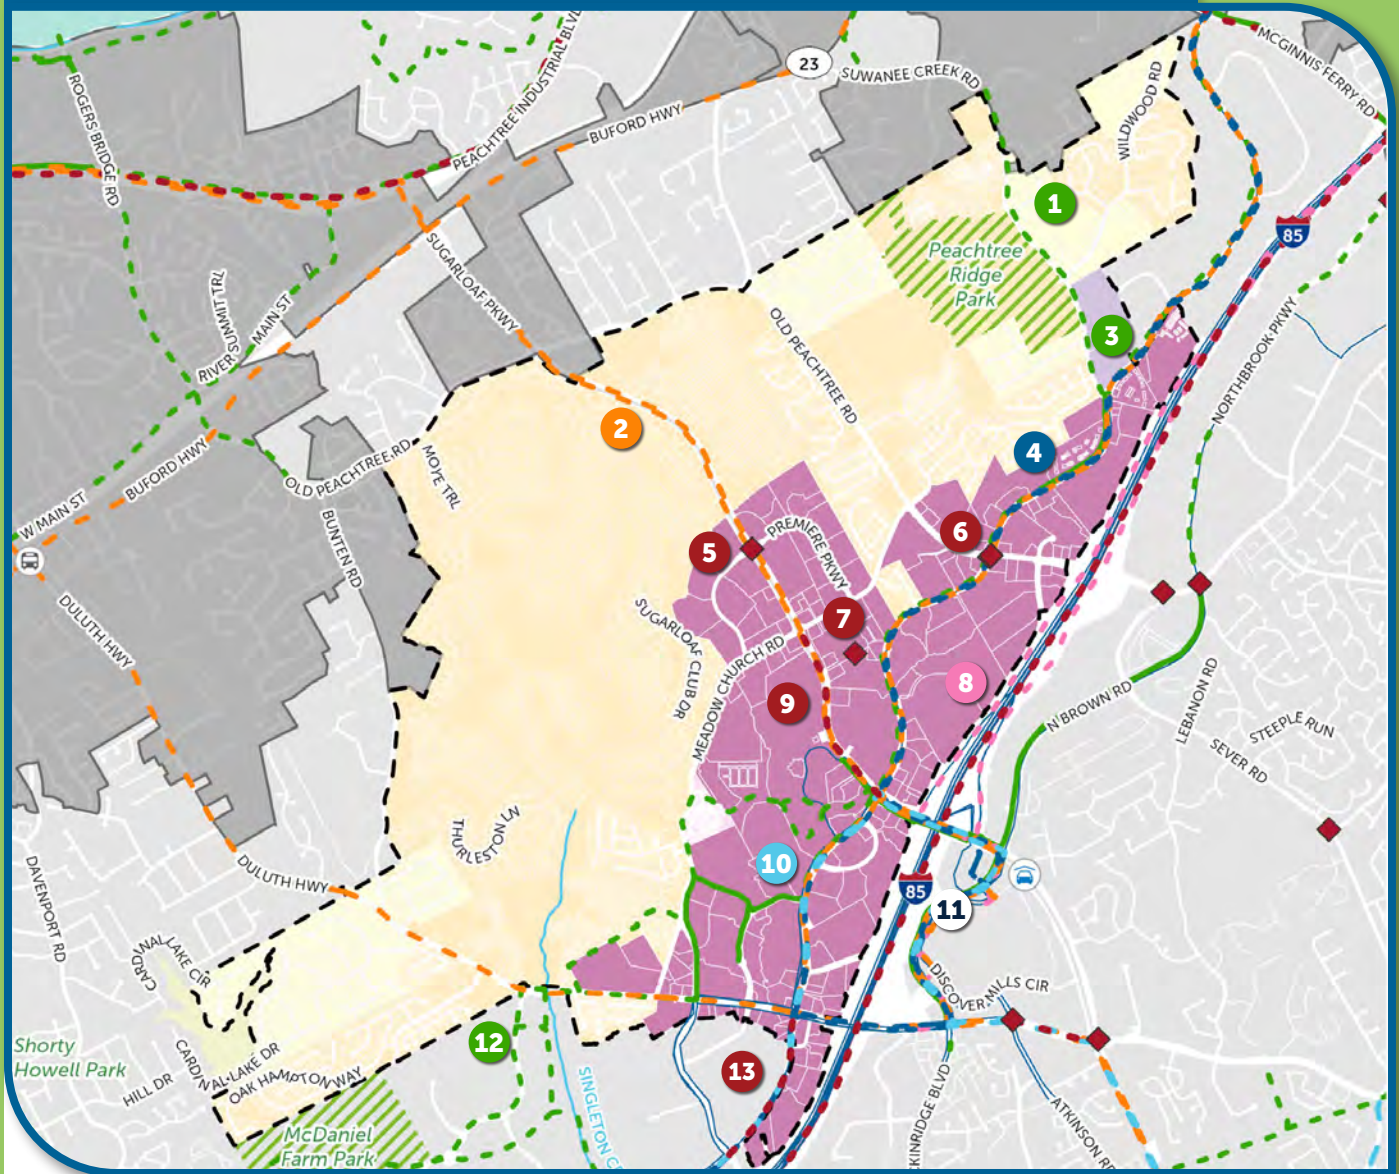 MCGINNIS FERRY RD
PEACHTREE INDUSTRIAL BLVD
23
SUWANEE CREEK RD
WILDWOOD RD
ROGERS BRIDGE RD
BUFORD HWY
1
85
Peachtree
Ridge
Park
SUGARLOAF PKWY
SUMMIT TRL
RIVER
MAIN ST
OLD PEACHTREE RD
3
NORTHBROOK PKWY
2
4
MOYE TRL
OLD PEACHTREE RD
BUFORD HWY
W MAIN ST
BUNTEN RD
5
PREMIERE PKWY
6
DULUTH HWY
SUGARLOAF CLUB DR
7
MEADOW CHURCH RD
8
9
N BROWN RD
LEBANON RD
STEEPLE RUN
SEVER RD
THURLESTON LN
10
DULUTH HWY
85
11
DAVENPORT RD
CARDINAL LAKE CIR
DISCOVER MILLS CIR
12
Shorty
Howell Park
CARDINAL LAKE DR
HILL DR
OAK HAMPTON WAY
13
SINGLETON
KINRIDGE BLVD
ATKINSON RD
McDaniel
Farm Park